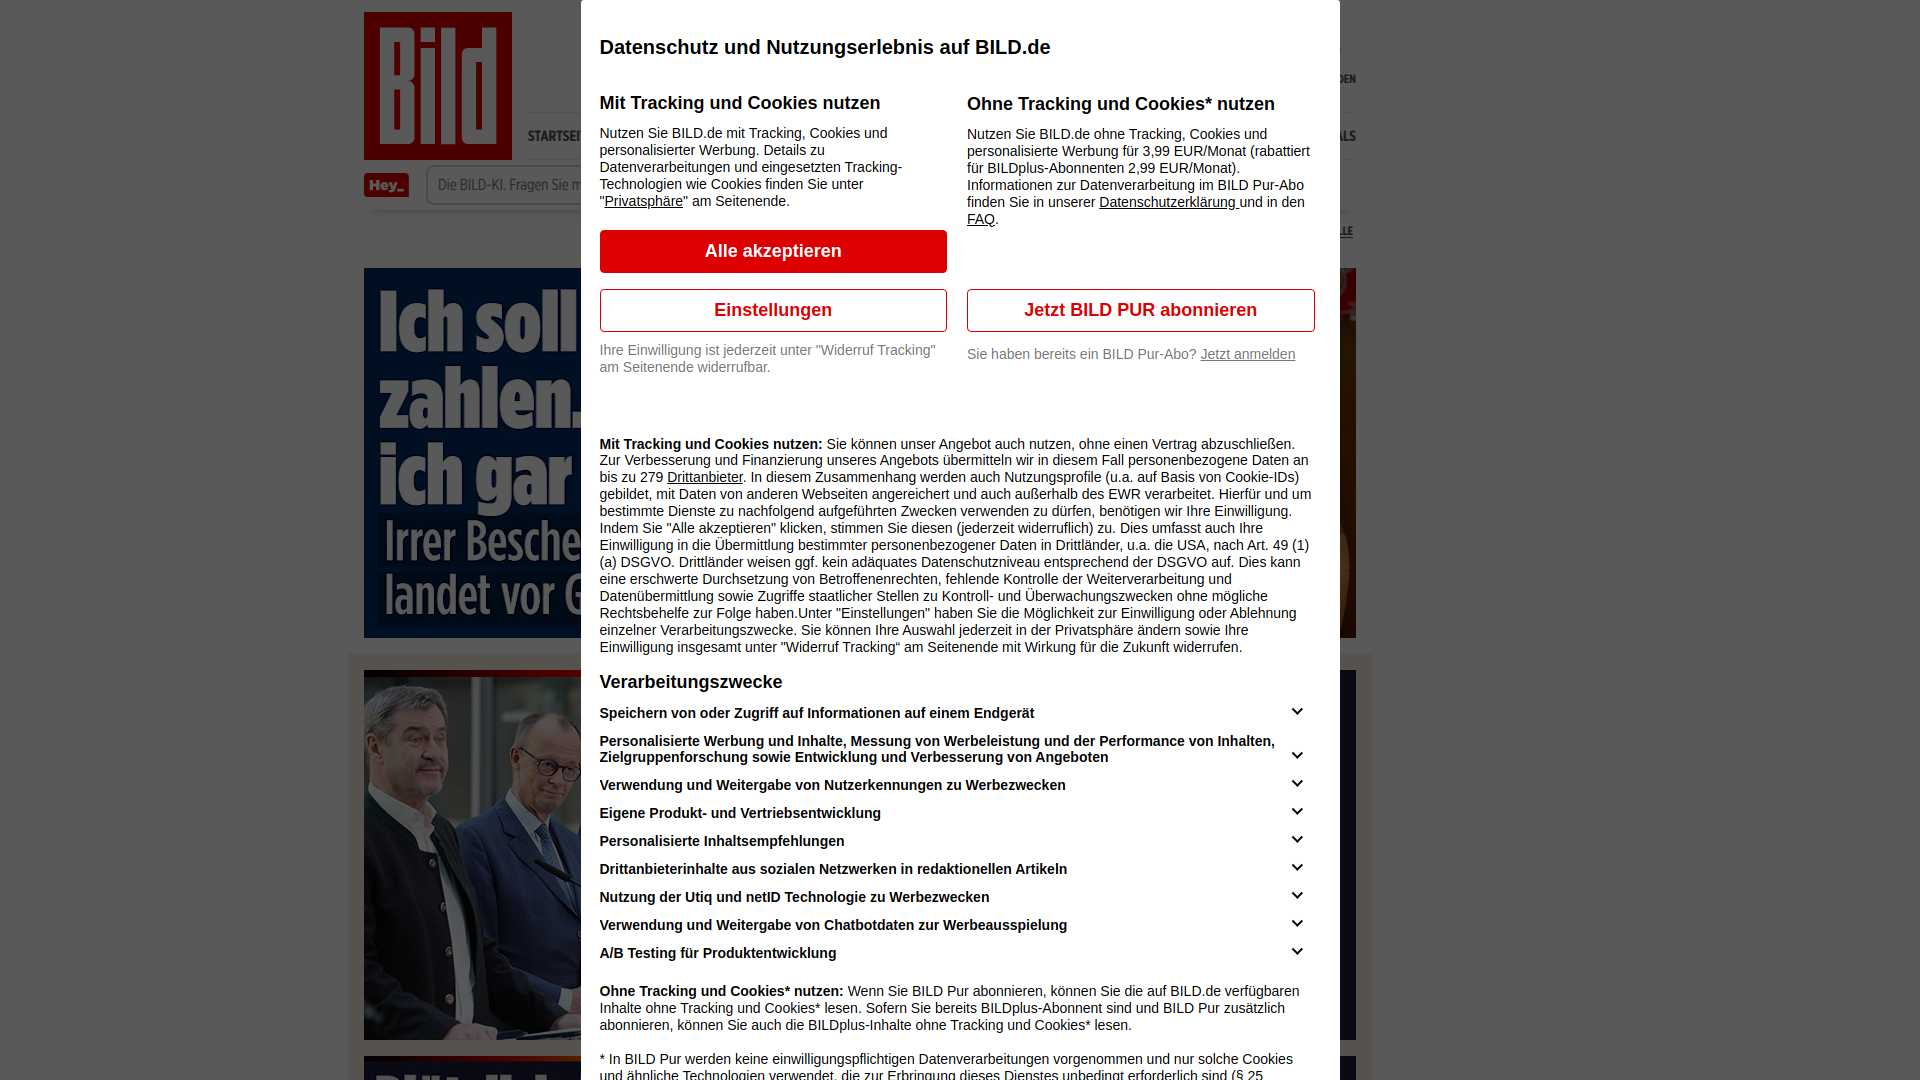 Bild
Datenschutz und Nutzungserlebnis auf BILD.de
Mit Tracking und Cookies nutzen
Nutzen Sie BILD.de mit Tracking, Cookies und
personalisierter Werbung. Details zu
Datenverarbeitungen und eingesetzten Tracking-
Technologien wie Cookies finden Sie unter
"Privatsphäre" am Seitenende.
Alle akzeptieren
Einstellungen
Ihre Einwilligung ist jederzeit unter "Widerruf Tracking"
am Seitenende widerrufbar.
Ohne Tracking und Cookies* nutzen
Nutzen Sie BILD.de ohne Tracking, Cookies und
personalisierte Werbung für 3,99 EUR/Monat (rabattiert
für BILDplus-Abonnenten 2,99 EUR/Monat).
Informationen zur Datenverarbeitung im BILD Pur-Abo
finden Sie in unserer Datenschutzerklärung und in den
FAQ.
Jetzt BILD PUR abonnieren
Sie haben bereits ein BILD Pur-Abo? Jetzt anmelden
Hey_
Die BILD-KI. Fragen Sie
Ich soll
zahlen.
ich gar
Irrer
landet vor
Mit Tracking und Cookies nutzen: Sie können unser Angebot auch nutzen, ohne einen Vertrag abzuschließen.
Zur Verbesserung und Finanzierung unseres Angebots übermitteln wir in diesem Fall personenbezogene Daten an
bis zu 279 Drittanbieter. In diesem Zusammenhang werden auch Nutzungsprofile (u.a. auf Basis von Cookie-IDs)
gebildet, mit Daten von anderen Webseiten angereichert und auch außerhalb des EWR verarbeitet. Hierfür und um
bestimmte Dienste zu nachfolgend aufgeführten Zwecken verwenden zu dürfen, benötigen wir Ihre Einwilligung.
Indem Sie "Alle akzeptieren" klicken, stimmen Sie diesen (jederzeit widerruflich) zu. Dies umfasst auch Ihre
Einwilligung in die Übermittlung bestimmter personenbezogener Daten in Drittländer, u.a. die USA, nach Art. 49 (1)
(a) DSGVO. Drittländer weisen ggf. kein adäquates Datenschutzniveau entsprechend der DSGVO auf. Dies kann
eine erschwerte Durchsetzung von Betroffenenrechten, fehlende Kontrolle der Weiterverarbeitung und
Datenübermittlung sowie Zugriffe staatlicher Stellen zu Kontroll- und Überwachungszwecken ohne mögliche
Rechtsbehelfe zur Folge haben.Unter "Einstellungen" haben Sie die Möglichkeit zur Einwilligung oder Ablehnung
einzelner Verarbeitungszwecke. Sie können Ihre Auswahl jederzeit in der Privatsphäre ändern sowie Ihre
Einwilligung insgesamt unter "Widerruf Tracking“ am Seitenende mit Wirkung für die Zukunft widerrufen.
Verarbeitungszwecke
Speichern von oder Zugriff auf Informationen auf einem Endgerät
Personalisierte Werbung und Inhalte, Messung von Werbeleistung und der Performance von Inhalten,
Zielgruppenforschung sowie Entwicklung und Verbesserung von Angeboten
Verwendung und Weitergabe von Nutzerkennungen zu Werbezwecken
Eigene Produkt- und Vertriebsentwicklung
Personalisierte Inhaltsempfehlungen
Drittanbieterinhalte aus sozialen Netzwerken in redaktionellen Artikeln
Nutzung der Utiq und netID Technologie zu Werbezwecken
Verwendung und Weitergabe von Chatbotdaten zur Werbeausspielung
A/B Testing für Produktentwicklung
Ohne Tracking und Cookies* nutzen: Wenn Sie BILD Pur abonnieren, können Sie die auf BILD.de verfügbaren
Inhalte ohne Tracking und Cookies* lesen. Sofern Sie bereits BILDplus-Abonnent sind und BILD Pur zusätzlich
abonnieren, können Sie auch die BILDplus-Inhalte ohne Tracking und Cookies* lesen.
* In BILD Pur werden keine einwilligungspflichtigen Datenverarbeitungen vorgenommen und nur solche Cookies
und ähnliche Technologien verwendet, die zur Erbringung dieses Dienstes unbedingt erforderlich sind (§ 25